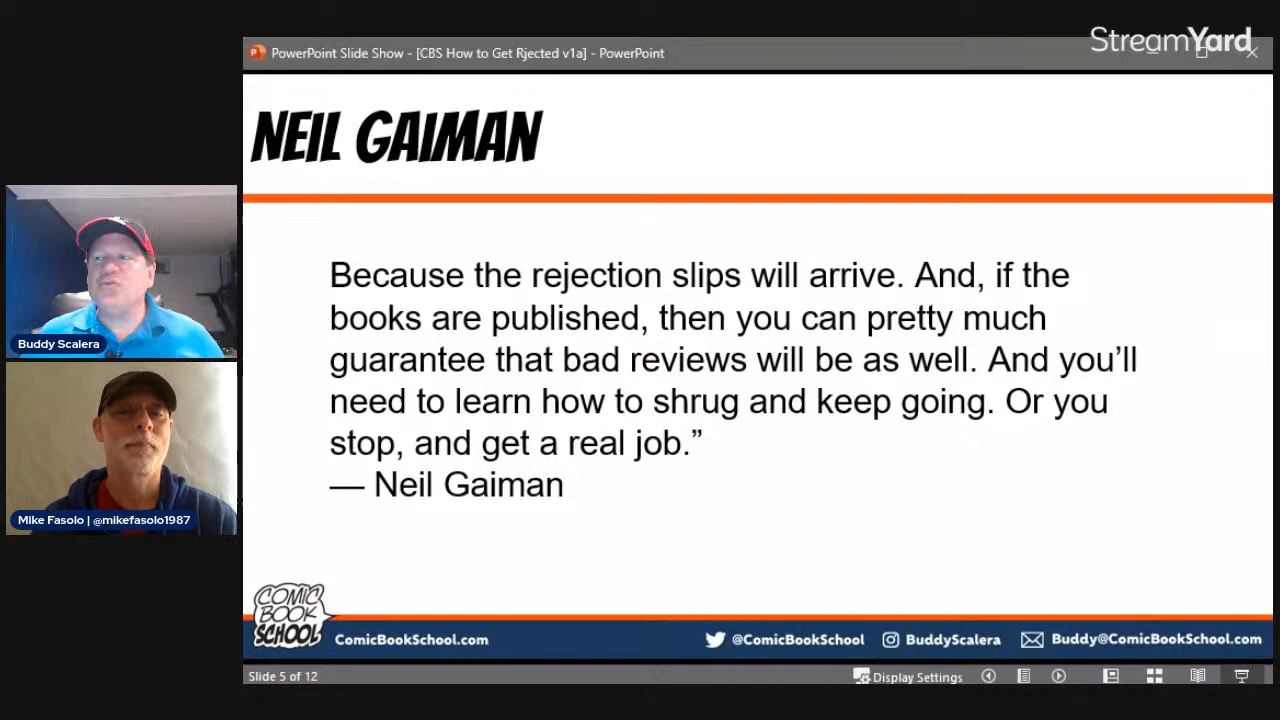 StreamYard
PowerPoint Slide Show - [CBS How to Get Rjected v1a] - PowerPoint
NEIL GAIMAN
Because the rejection slips will arrive. And, if the
books are published, then you can pretty much
guarantee that bad reviews will be as well. And you’ll
need to learn how to shrug and keep going. Or you
stop, and get a real job.”
— Neil Gaiman
Buddy Scalera
Mike Fasolo | @mikefasolo1987
COMIC
BOOK
SCHOOL
ComicBookSchool.com
@ComicBookSchool
BuddyScalera
Buddy@ComicBookSchool.com
Slide 5 of 12
Display Settings